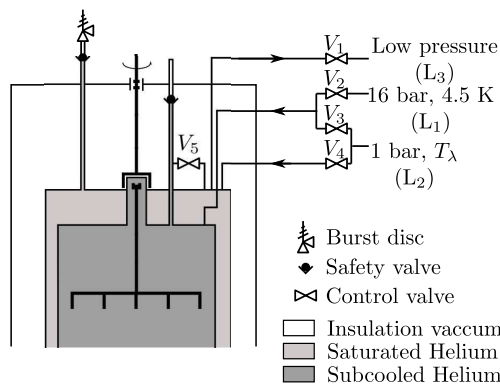 V₁
Low pressure
(L₃)
V₂
16 bar, 4.5 K
(L₁)
V₃
V₅
V₄
1 bar, T_λ
(L₂)
Burst disc
Safety valve
Control valve
Insulation vaccum
Saturated Helium
Subcooled Helium